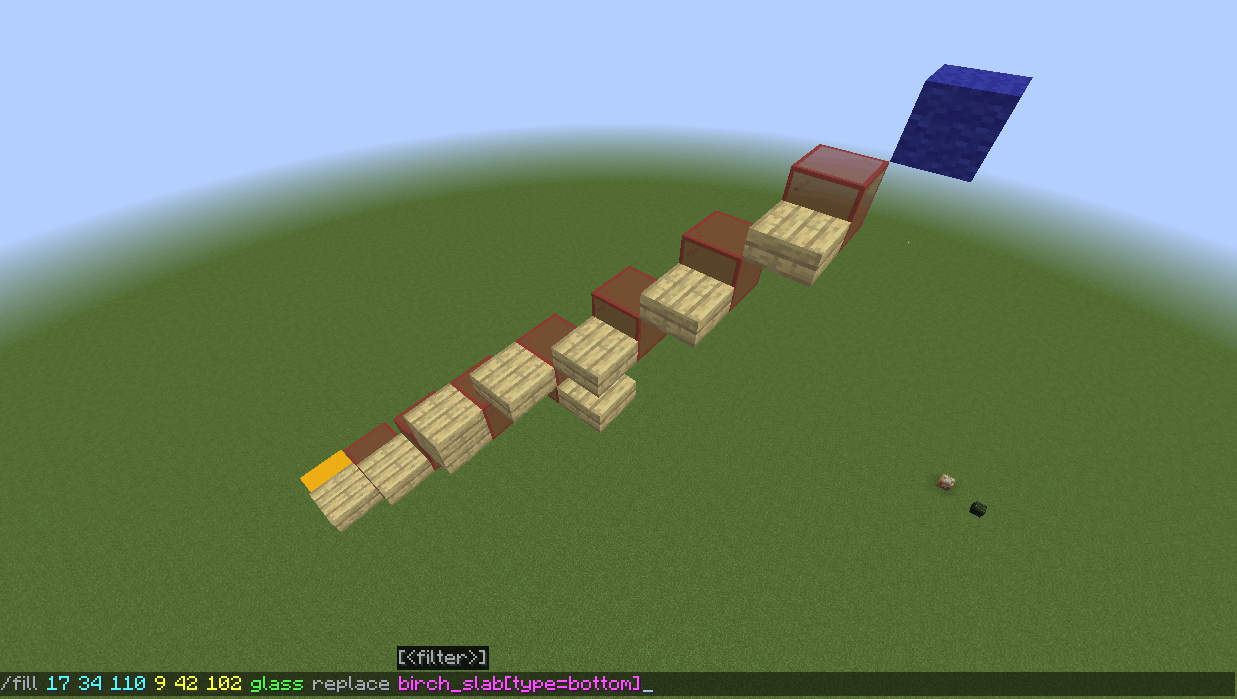 [<filter>]
/fill 17 34 110 9 42 102 glass replace birch_slab[type=bottom]_